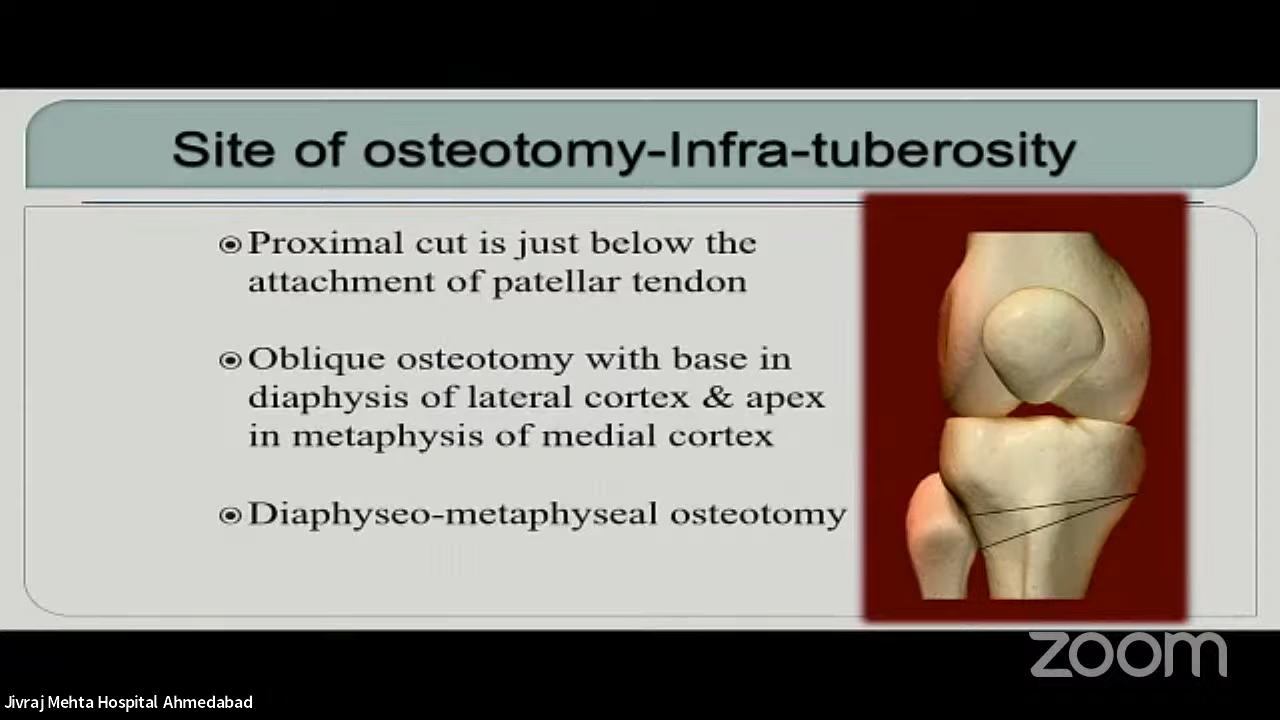 Site of osteotomy-Infra-tuberosity
Proximal cut is just below the
attachment of patellar tendon
Oblique osteotomy with base in
diaphysis of lateral cortex & apex
in metaphysis of medial cortex
Diaphyseo-metaphyseal osteotomy
zoom
Jivraj Mehta Hospital Ahmedabad